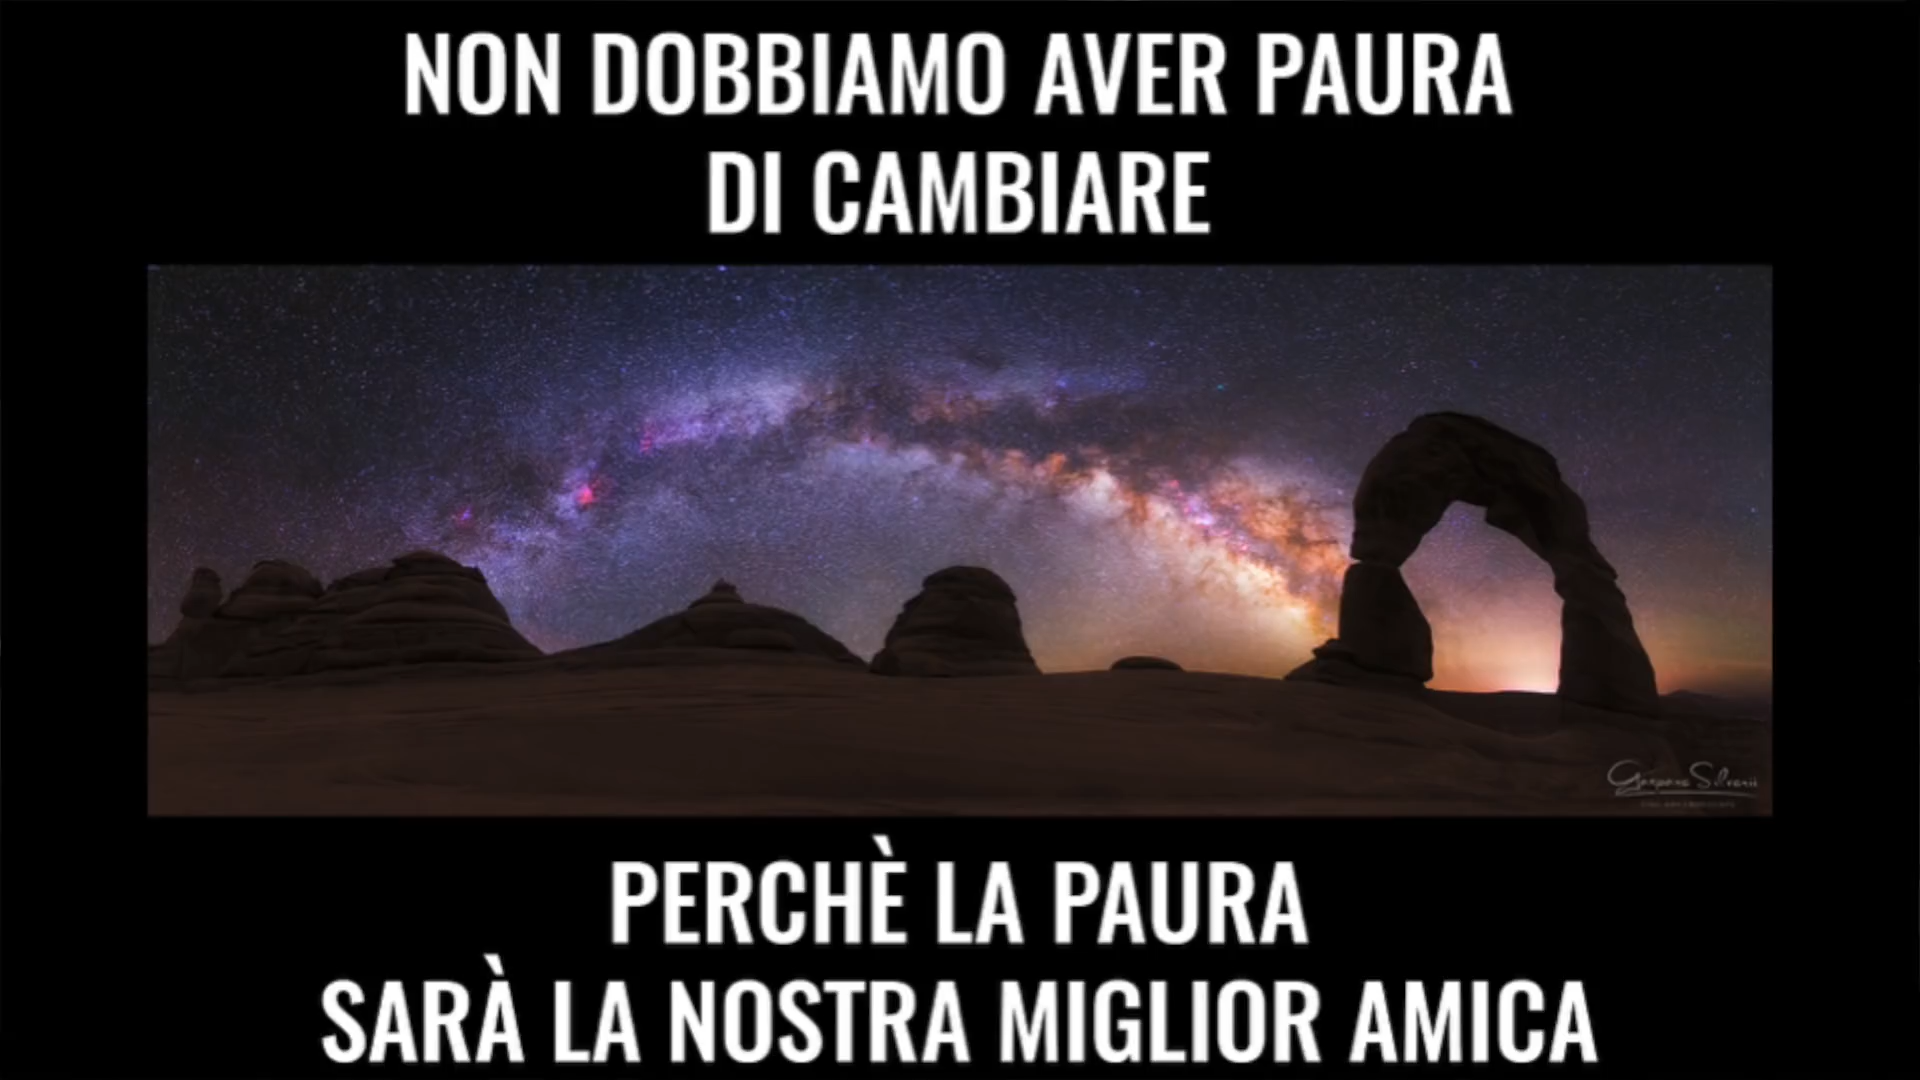 NON DOBBIAMO AVER PAURA
DI CAMBIARE
PERCHÈ LA PAURA
SARÀ LA NOSTRA MIGLIOR AMICA